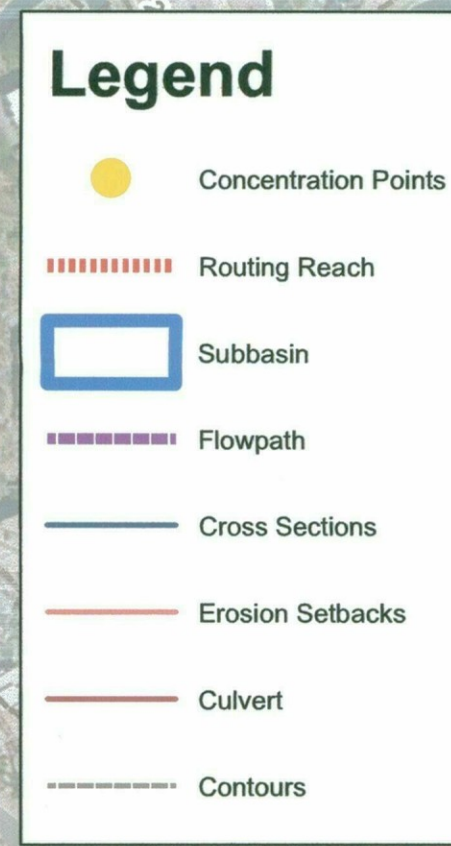 Legend
Concentration Points
Routing Reach
Subbasin
Flowpath
Cross Sections
Erosion Setbacks
Culvert
Contours